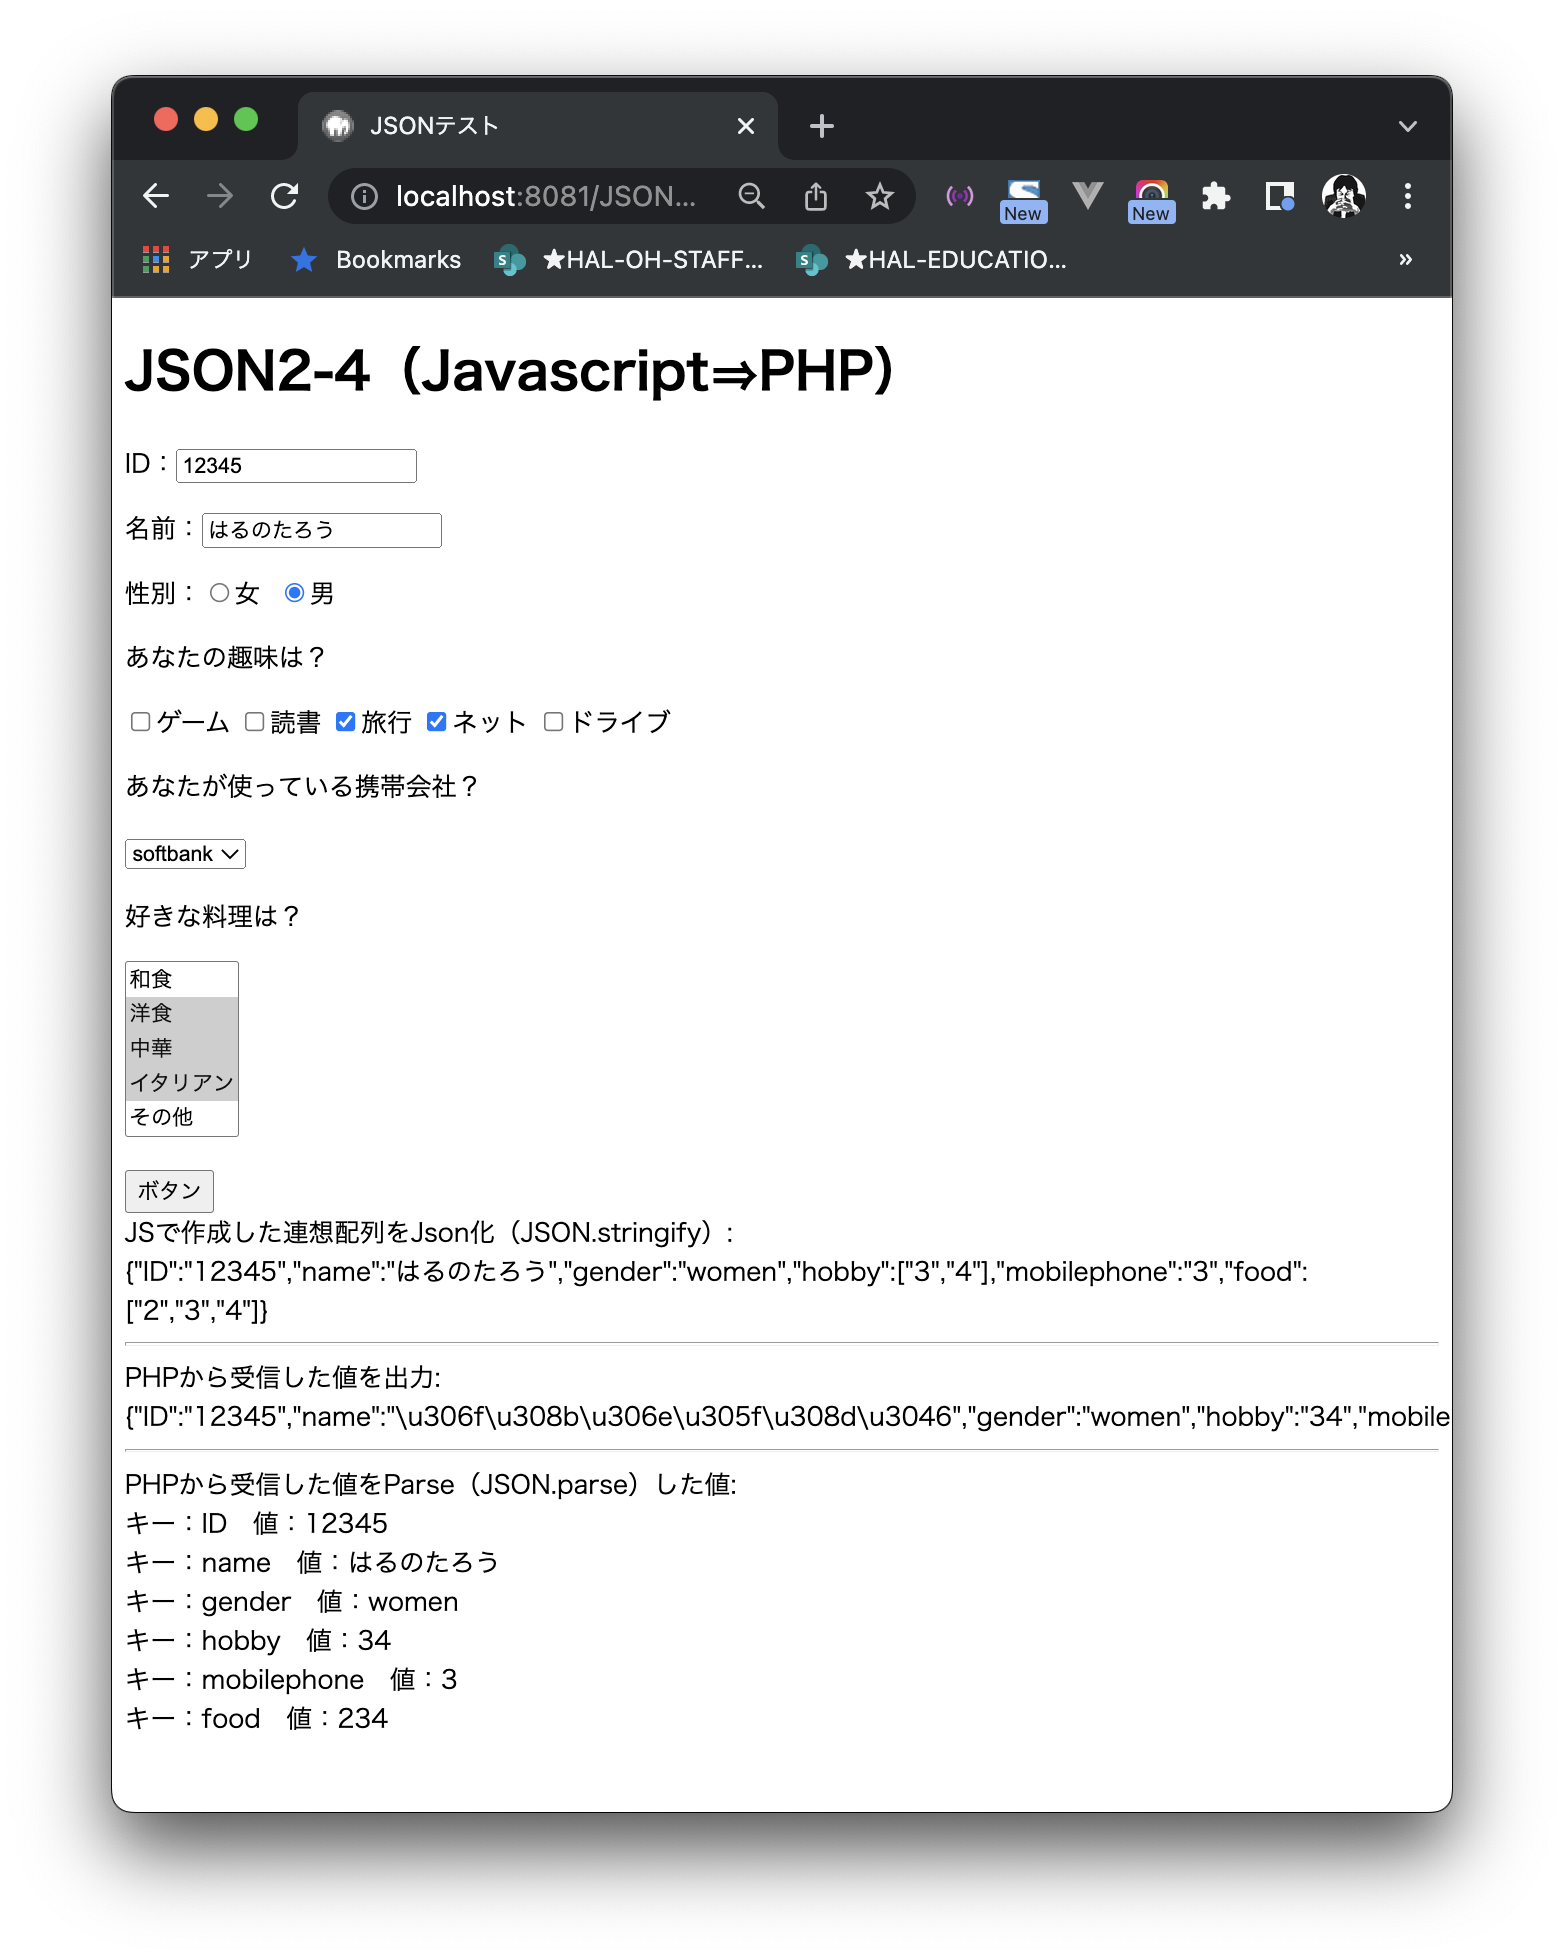 JSONテスト
localhost:8081/JSON...
New
New
アプリ
Bookmarks
★HAL-OH-STAFF...
★HAL-EDUCATIO...
»
JSON2-4（Javascript⇒PHP）
ID：12345
名前：はるのたろう
性別：女 男
あなたの趣味は？
ゲーム 読書 旅行 ネット ドライブ
あなたが使っている携帯会社？
softbank
好きな料理は？
和食
洋食
中華
イタリアン
その他
ボタン
JSで作成した連想配列をJson化（JSON.stringify）:
{"ID":"12345","name":"はるのたろう","gender":"women","hobby":["3","4"],"mobilephone":"3","food":
["2","3","4"]}
PHPから受信した値を出力:
{"ID":"12345","name":"\u306f\u308b\u306e\u305f\u308d\u3046","gender":"women","hobby":"34","mobile
PHPから受信した値をParse（JSON.parse）した値:
キー：ID　値：12345
キー：name　値：はるのたろう
キー：gender　値：women
キー：hobby　値：34
キー：mobilephone　値：3
キー：food　値：234